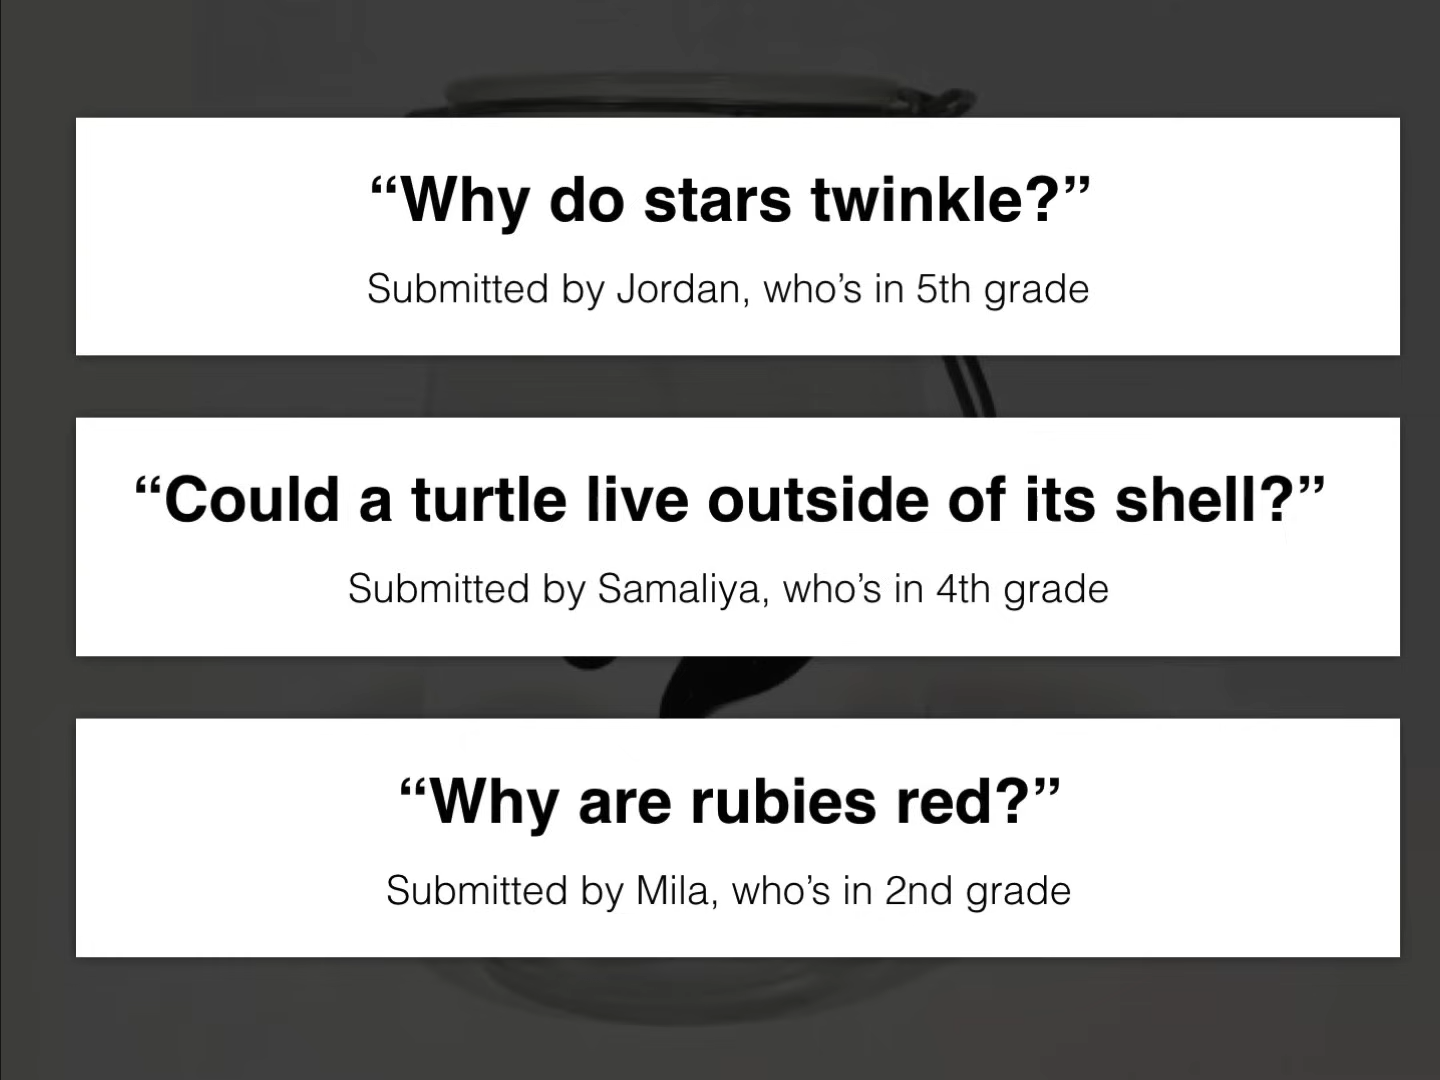 “Why do stars twinkle?”
Submitted by Jordan, who’s in 5th grade
“Could a turtle live outside of its shell?”
Submitted by Samaliya, who’s in 4th grade
“Why are rubies red?”
Submitted by Mila, who’s in 2nd grade